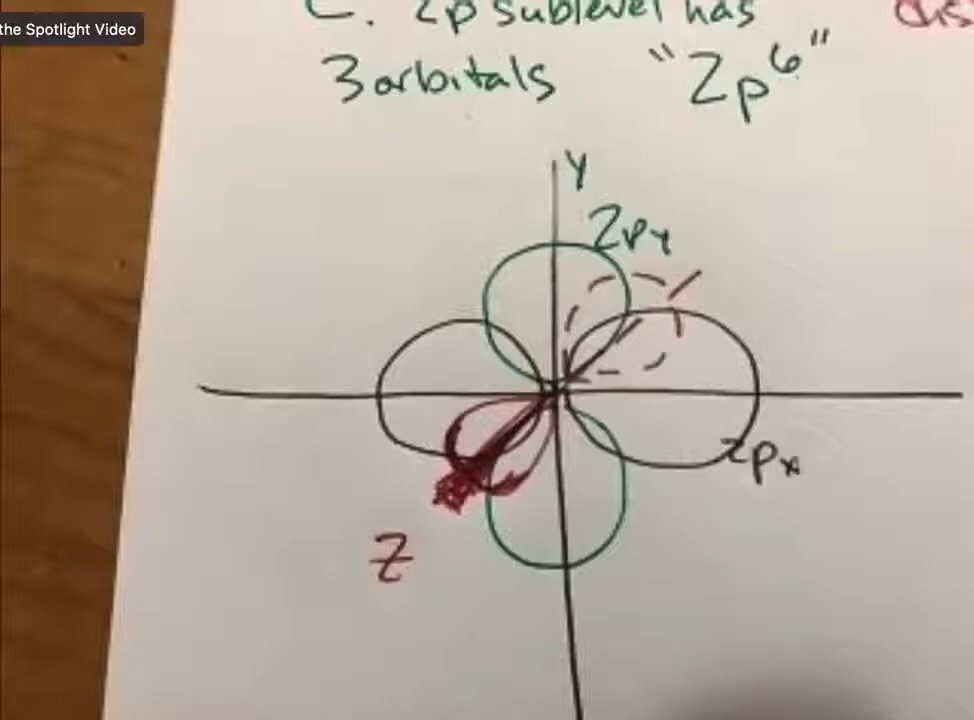 the Spotlight Video
C. 2p sublevel has
3 orbitals "2p⁶"
Y
2pY
2px
Z